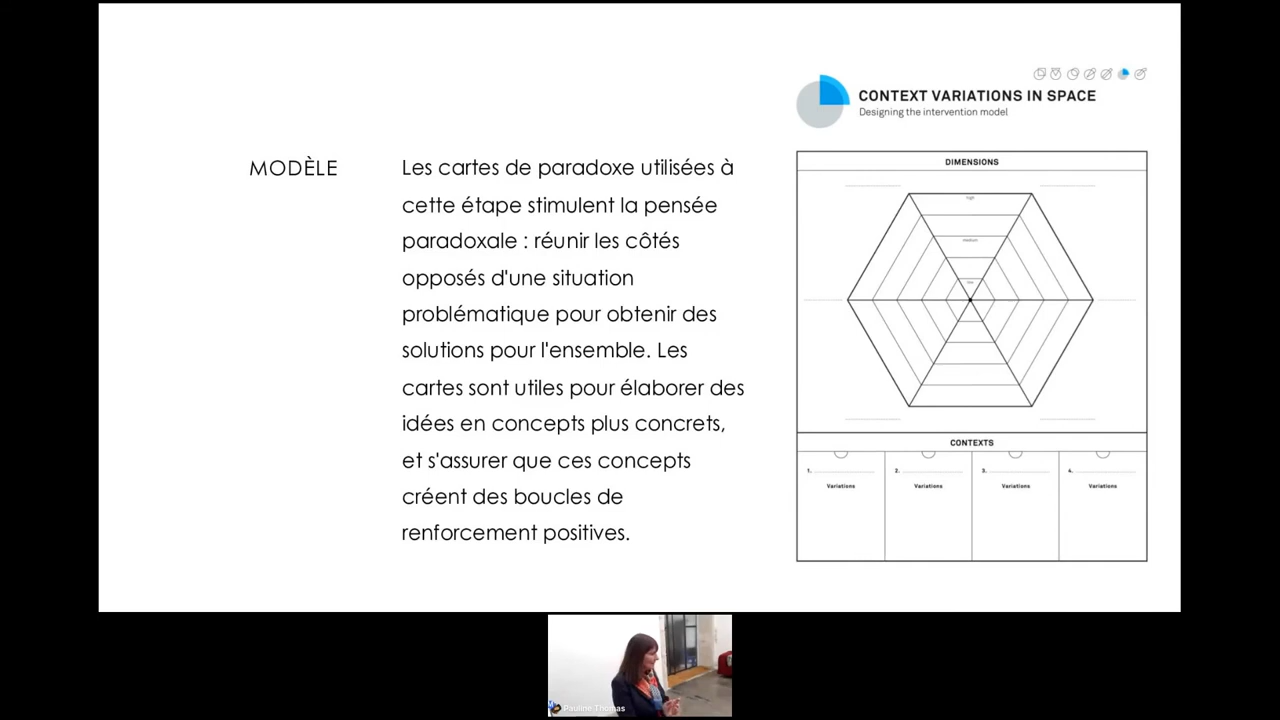 CONTEXT VARIATIONS IN SPACE
Designing the intervention model
MODÈLE
Les cartes de paradoxe utilisées à
cette étape stimulent la pensée
paradoxale : réunir les côtés
opposés d'une situation
problématique pour obtenir des
solutions pour l'ensemble. Les
cartes sont utiles pour élaborer des
idées en concepts plus concrets,
et s'assurer que ces concepts
créent des boucles de
renforcement positives.
DIMENSIONS
high
medium
low
CONTEXTS
1.
2.
3.
4.
Variations
Variations
Variations
Variations
Pauline Thomas